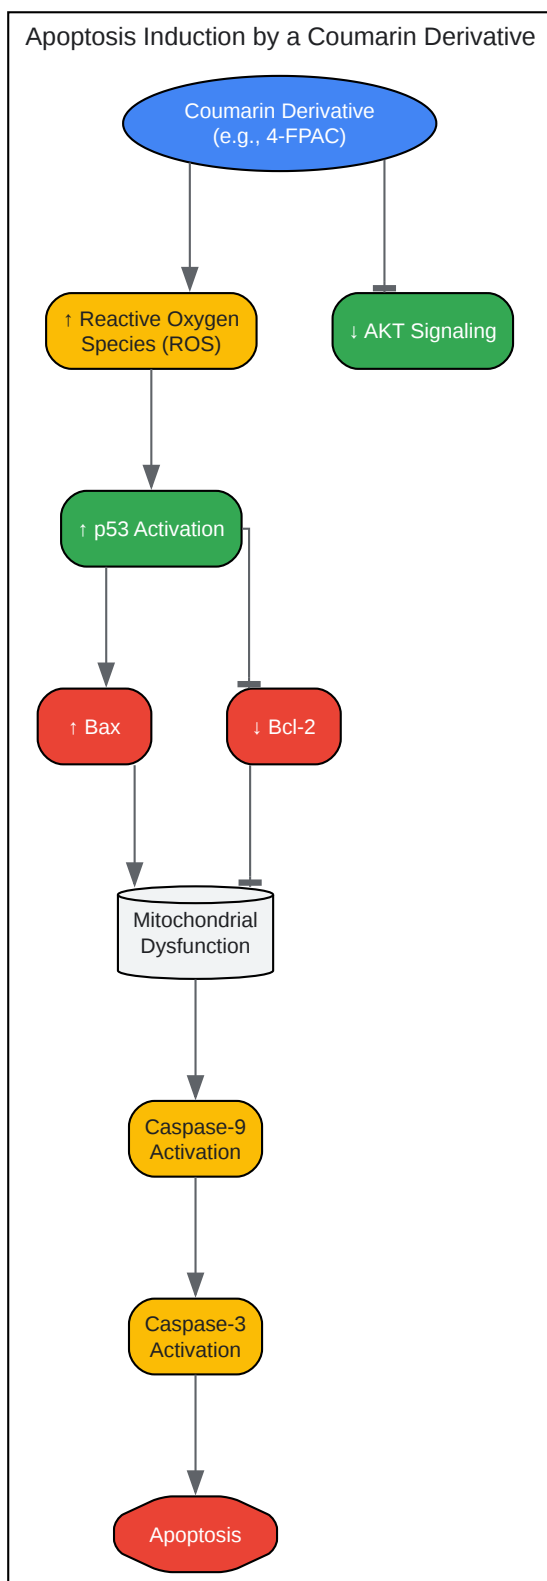 Apoptosis Induction by a Coumarin Derivative
Coumarin Derivative
(e.g., 4-FPAC)
↑ Reactive Oxygen
Species (ROS)
↓ AKT Signaling
↑ p53 Activation
↑ Bax
↓ Bcl-2
Mitochondrial
Dysfunction
Caspase-9
Activation
Caspase-3
Activation
Apoptosis